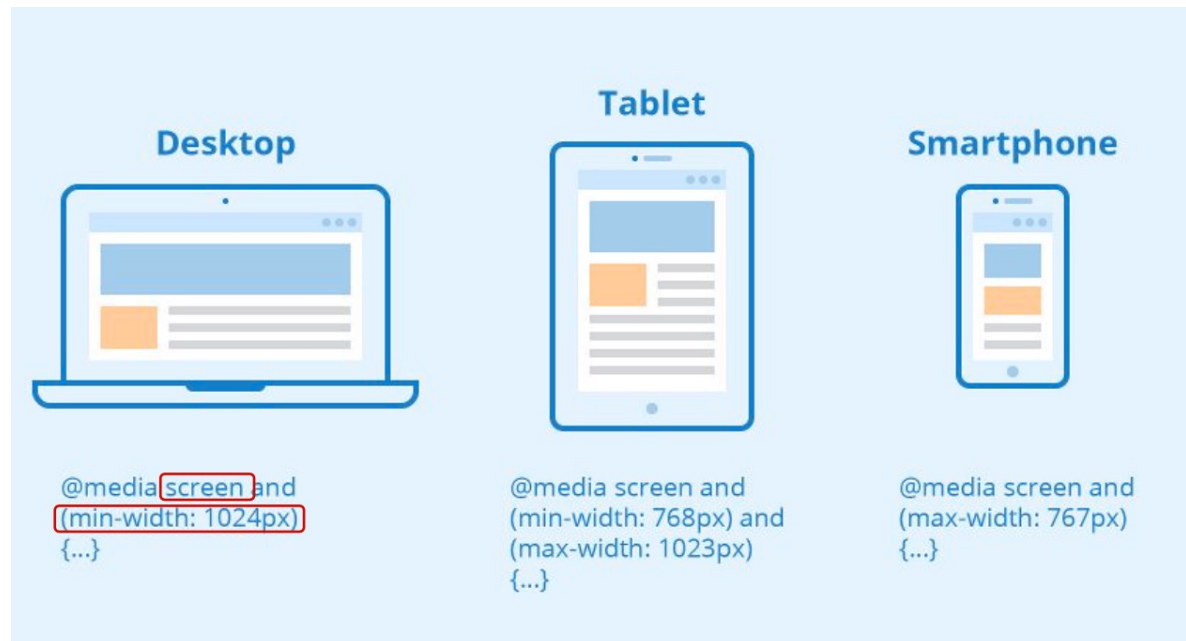 Desktop
@media screen and
(min-width: 1024px)
{...}
Tablet
@media screen and
(min-width: 768px) and
(max-width: 1023px)
{...}
Smartphone
@media screen and
(max-width: 767px)
{...}